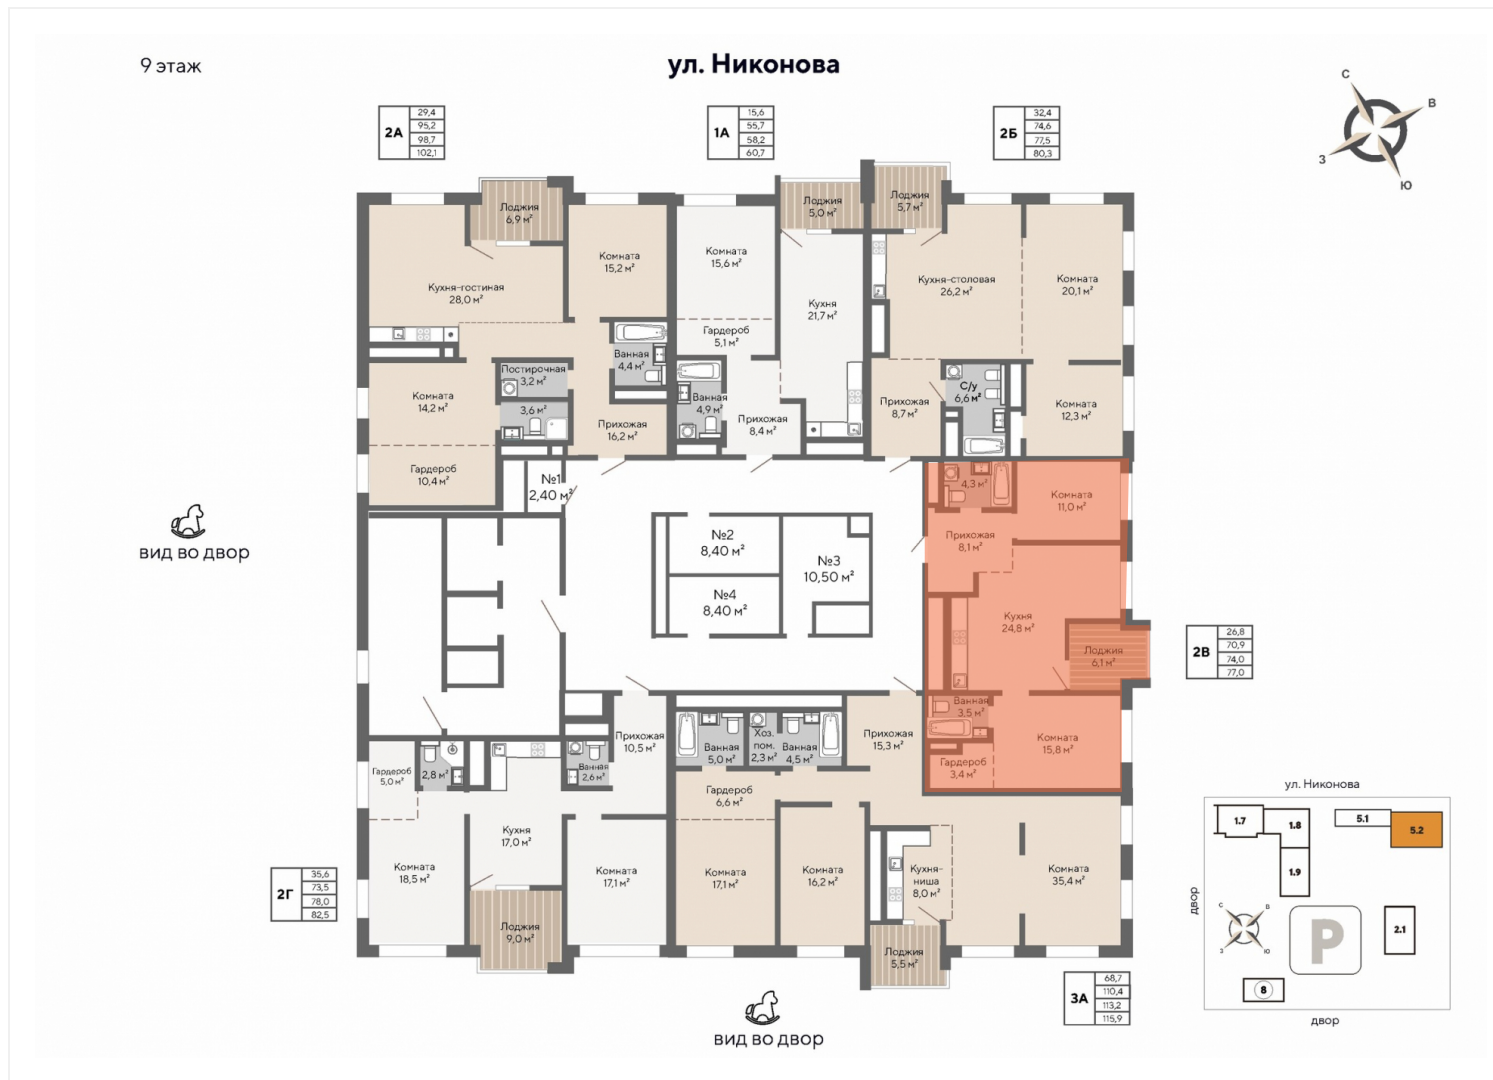 9 этаж
ул. Никонова
2А
29,4
95,2
98,7
102,1
1А
15,6
55,7
58,2
60,7
2Б
32,4
74,6
77,5
80,3
С
В
З
Ю
Лоджия
6,9 м²
Комната
15,2 м²
Кухня-гостиная
28,0 м²
Ванная
4,4 м²
Постирочная
3,2 м²
3,6 м²
Комната
14,2 м²
Прихожая
16,2 м²
Гардероб
10,4 м²
Комната
15,6 м²
Лоджия
5,0 м²
Кухня
21,7 м²
Гардероб
5,1 м²
Ванная
4,9 м²
Прихожая
8,4 м²
Лоджия
5,7 м²
Кухня-столовая
26,2 м²
Комната
20,1 м²
Прихожая
8,7 м²
С/у
6,6 м²
Комната
12,3 м²
№1
2,40 м²
№2
8,40 м²
№3
10,50 м²
№4
8,40 м²
4,3 м²
Комната
11,0 м²
Прихожая
8,1 м²
Кухня
24,8 м²
Лоджия
6,1 м²
Ванная
3,5 м²
Комната
15,8 м²
Гардероб
3,4 м²
2В
26,8
70,9
74,0
77,0
вид во двор
Гардероб
5,0 м²
2,8 м²
Ванная
2,6 м²
Прихожая
10,5 м²
Кухня
17,0 м²
Комната
18,5 м²
Комната
17,1 м²
Лоджия
9,0 м²
2Г
35,6
73,5
78,0
82,5
Ванная
5,0 м²
Хоз.
пом.
2,3 м²
Ванная
4,5 м²
Прихожая
15,3 м²
Гардероб
6,6 м²
Комната
17,1 м²
Комната
16,2 м²
Кухня-
ниша
8,0 м²
Комната
35,4 м²
Лоджия
5,5 м²
3А
68,7
110,4
113,2
115,9
вид во двор
ул. Никонова
1.7
1.8
1.9
5.1
5.2
двор
С
В
З
Ю
P
2.1
8
двор